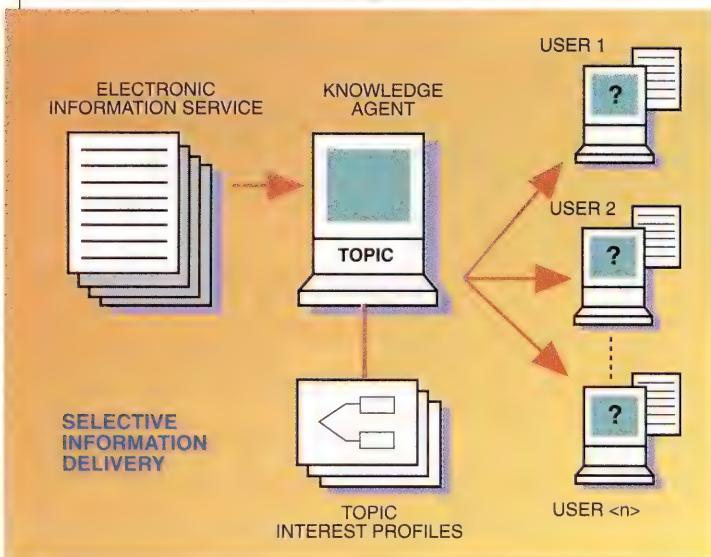 ELECTRONIC
INFORMATION SERVICE
KNOWLEDGE
AGENT
TOPIC
USER 1
?
USER 2
?
?
USER <n>
SELECTIVE
INFORMATION
DELIVERY
TOPIC
INTEREST PROFILES